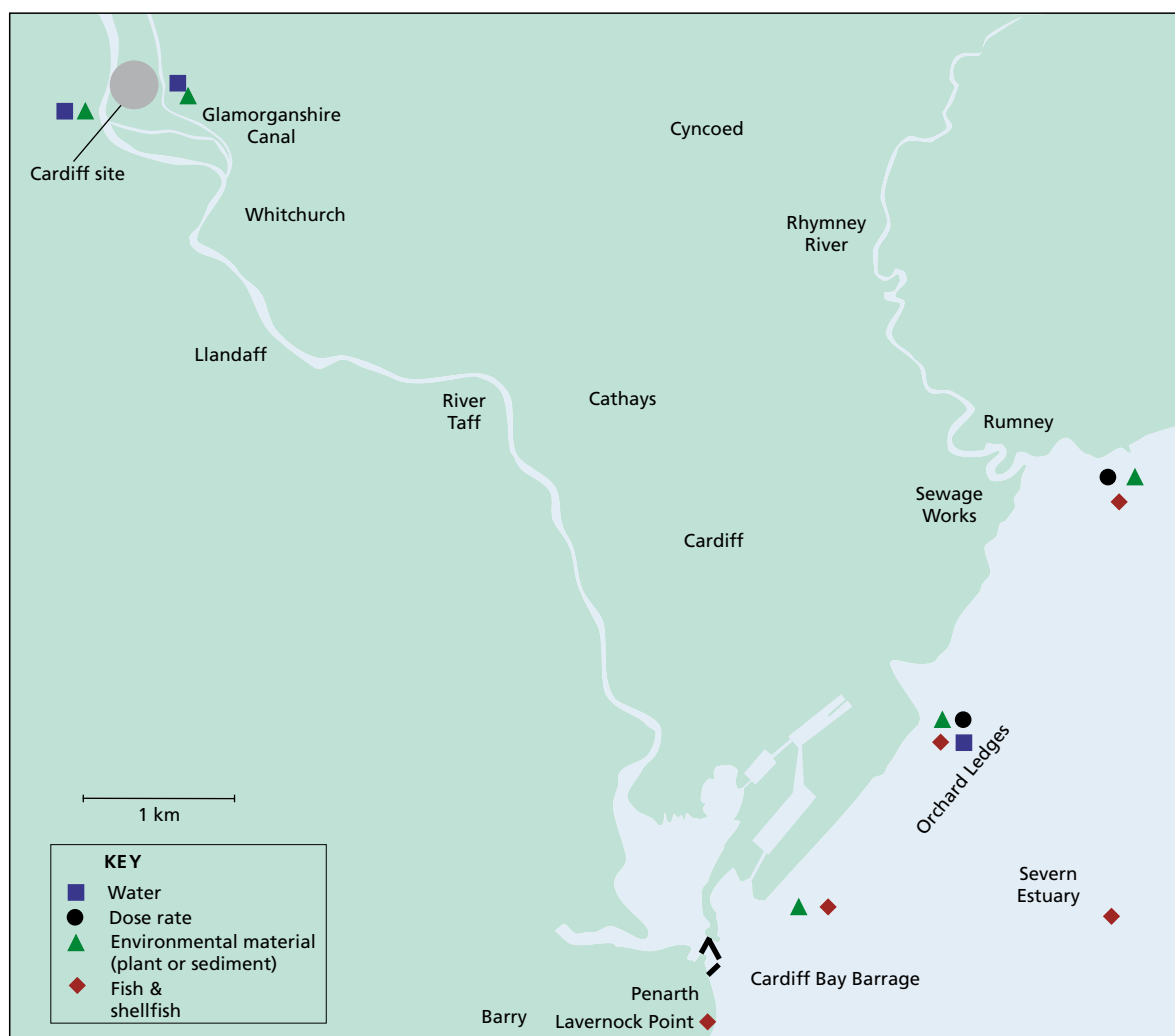 Glamorganshire
Canal
Cyncoed
Cardiff site
Whitchurch
Rhymney
River
Llandaff
River
Taff
Cathays
Rumney
Sewage
Works
Cardiff
Orchard Ledges
1 km
KEY
Water
Dose rate
Environmental material
(plant or sediment)
Fish &
shellfish
Severn
Estuary
Cardiff Bay Barrage
Penarth
Barry
Lavernock Point